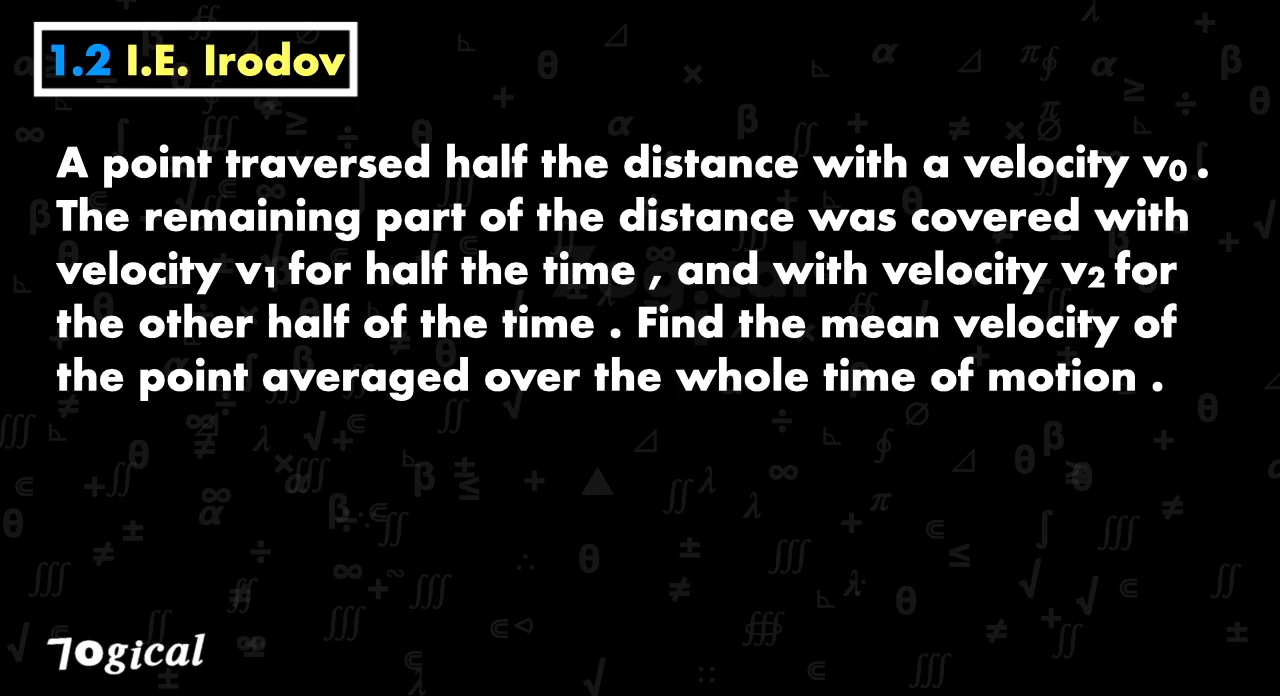 1.2 I.E. Irodov
A point traversed half the distance with a velocity v₀ .
The remaining part of the distance was covered with
velocity v₁ for half the time , and with velocity v₂ for
the other half of the time . Find the mean velocity of
the point averaged over the whole time of motion .
7ogical